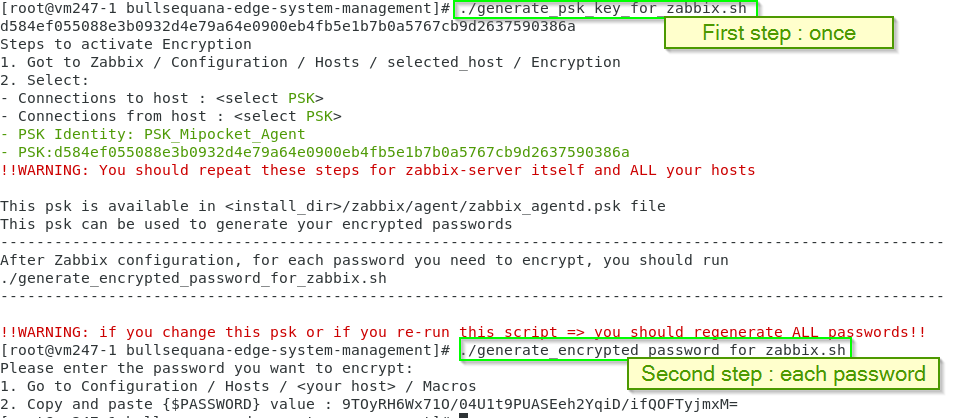 [root@vm247-1 bullsequana-edge-system-management]# ./generate_psk_key_for_zabbix.sh
d584ef055088e3b0932d4e79a64e0900eb4fb5e1b7b0a5767cb9d2637590386a
First step : once
Steps to activate Encryption
1. Got to Zabbix / Configuration / Hosts / selected_host / Encryption
2. Select:
- Connections to host : <select PSK>
- Connections from host : <select PSK>
- PSK Identity: PSK_Mipocket_Agent
- PSK:d584ef055088e3b0932d4e79a64e0900eb4fb5e1b7b0a5767cb9d2637590386a
!!WARNING: You should repeat these steps for zabbix-server itself and ALL your hosts
This psk is available in <install_dir>/zabbix/agent/zabbix_agentd.psk file
This psk can be used to generate your encrypted passwords
--------------------------------------------------------------------------------------------------------
After Zabbix configuration, for each password you need to encrypt, you should run
./generate_encrypted_password_for_zabbix.sh
--------------------------------------------------------------------------------------------------------
!!WARNING: if you change this psk or if you re-run this script => you should regenerate ALL passwords!!
[root@vm247-1 bullsequana-edge-system-management]# ./generate_encrypted_password_for_zabbix.sh
Please enter the password you want to encrypt:
Second step : each password
1. Go to Configuration / Hosts / <your host> / Macros
2. Copy and paste {$PASSWORD} value : 9TOyRH6Wx71O/04U1t9PUASEeh2YqiD/ifQOFTyjmxM=